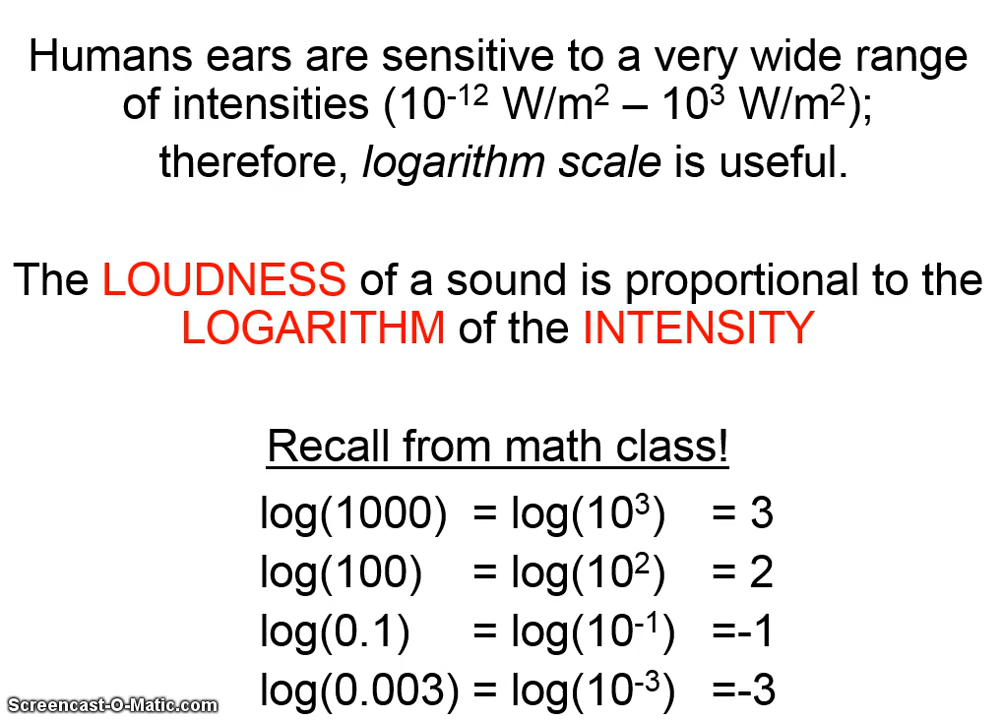 Humans ears are sensitive to a very wide range
of intensities (10⁻¹² W/m² – 10³ W/m²);
therefore, logarithm scale is useful.
The LOUDNESS of a sound is proportional to the
LOGARITHM of the INTENSITY
Recall from math class!
log(1000) = log(10³) = 3
log(100) = log(10²) = 2
log(0.1) = log(10⁻¹) =-1
log(0.003) = log(10⁻³) =-3
Screencast-O-Matic.com